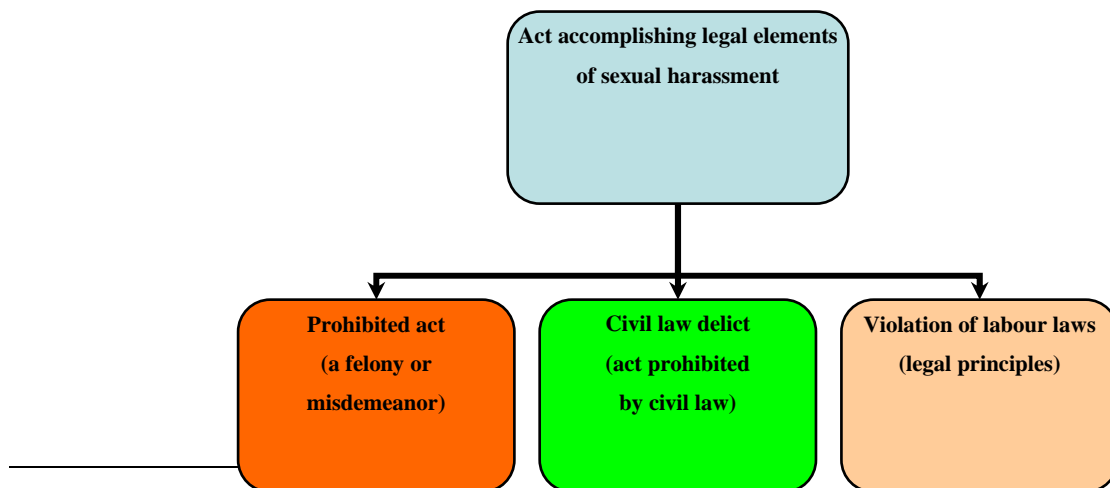 Act accomplishing legal elements
of sexual harassment
Prohibited act
(a felony or
misdemeanor)
Civil law delict
(act prohibited
by civil law)
Violation of labour laws
(legal principles)